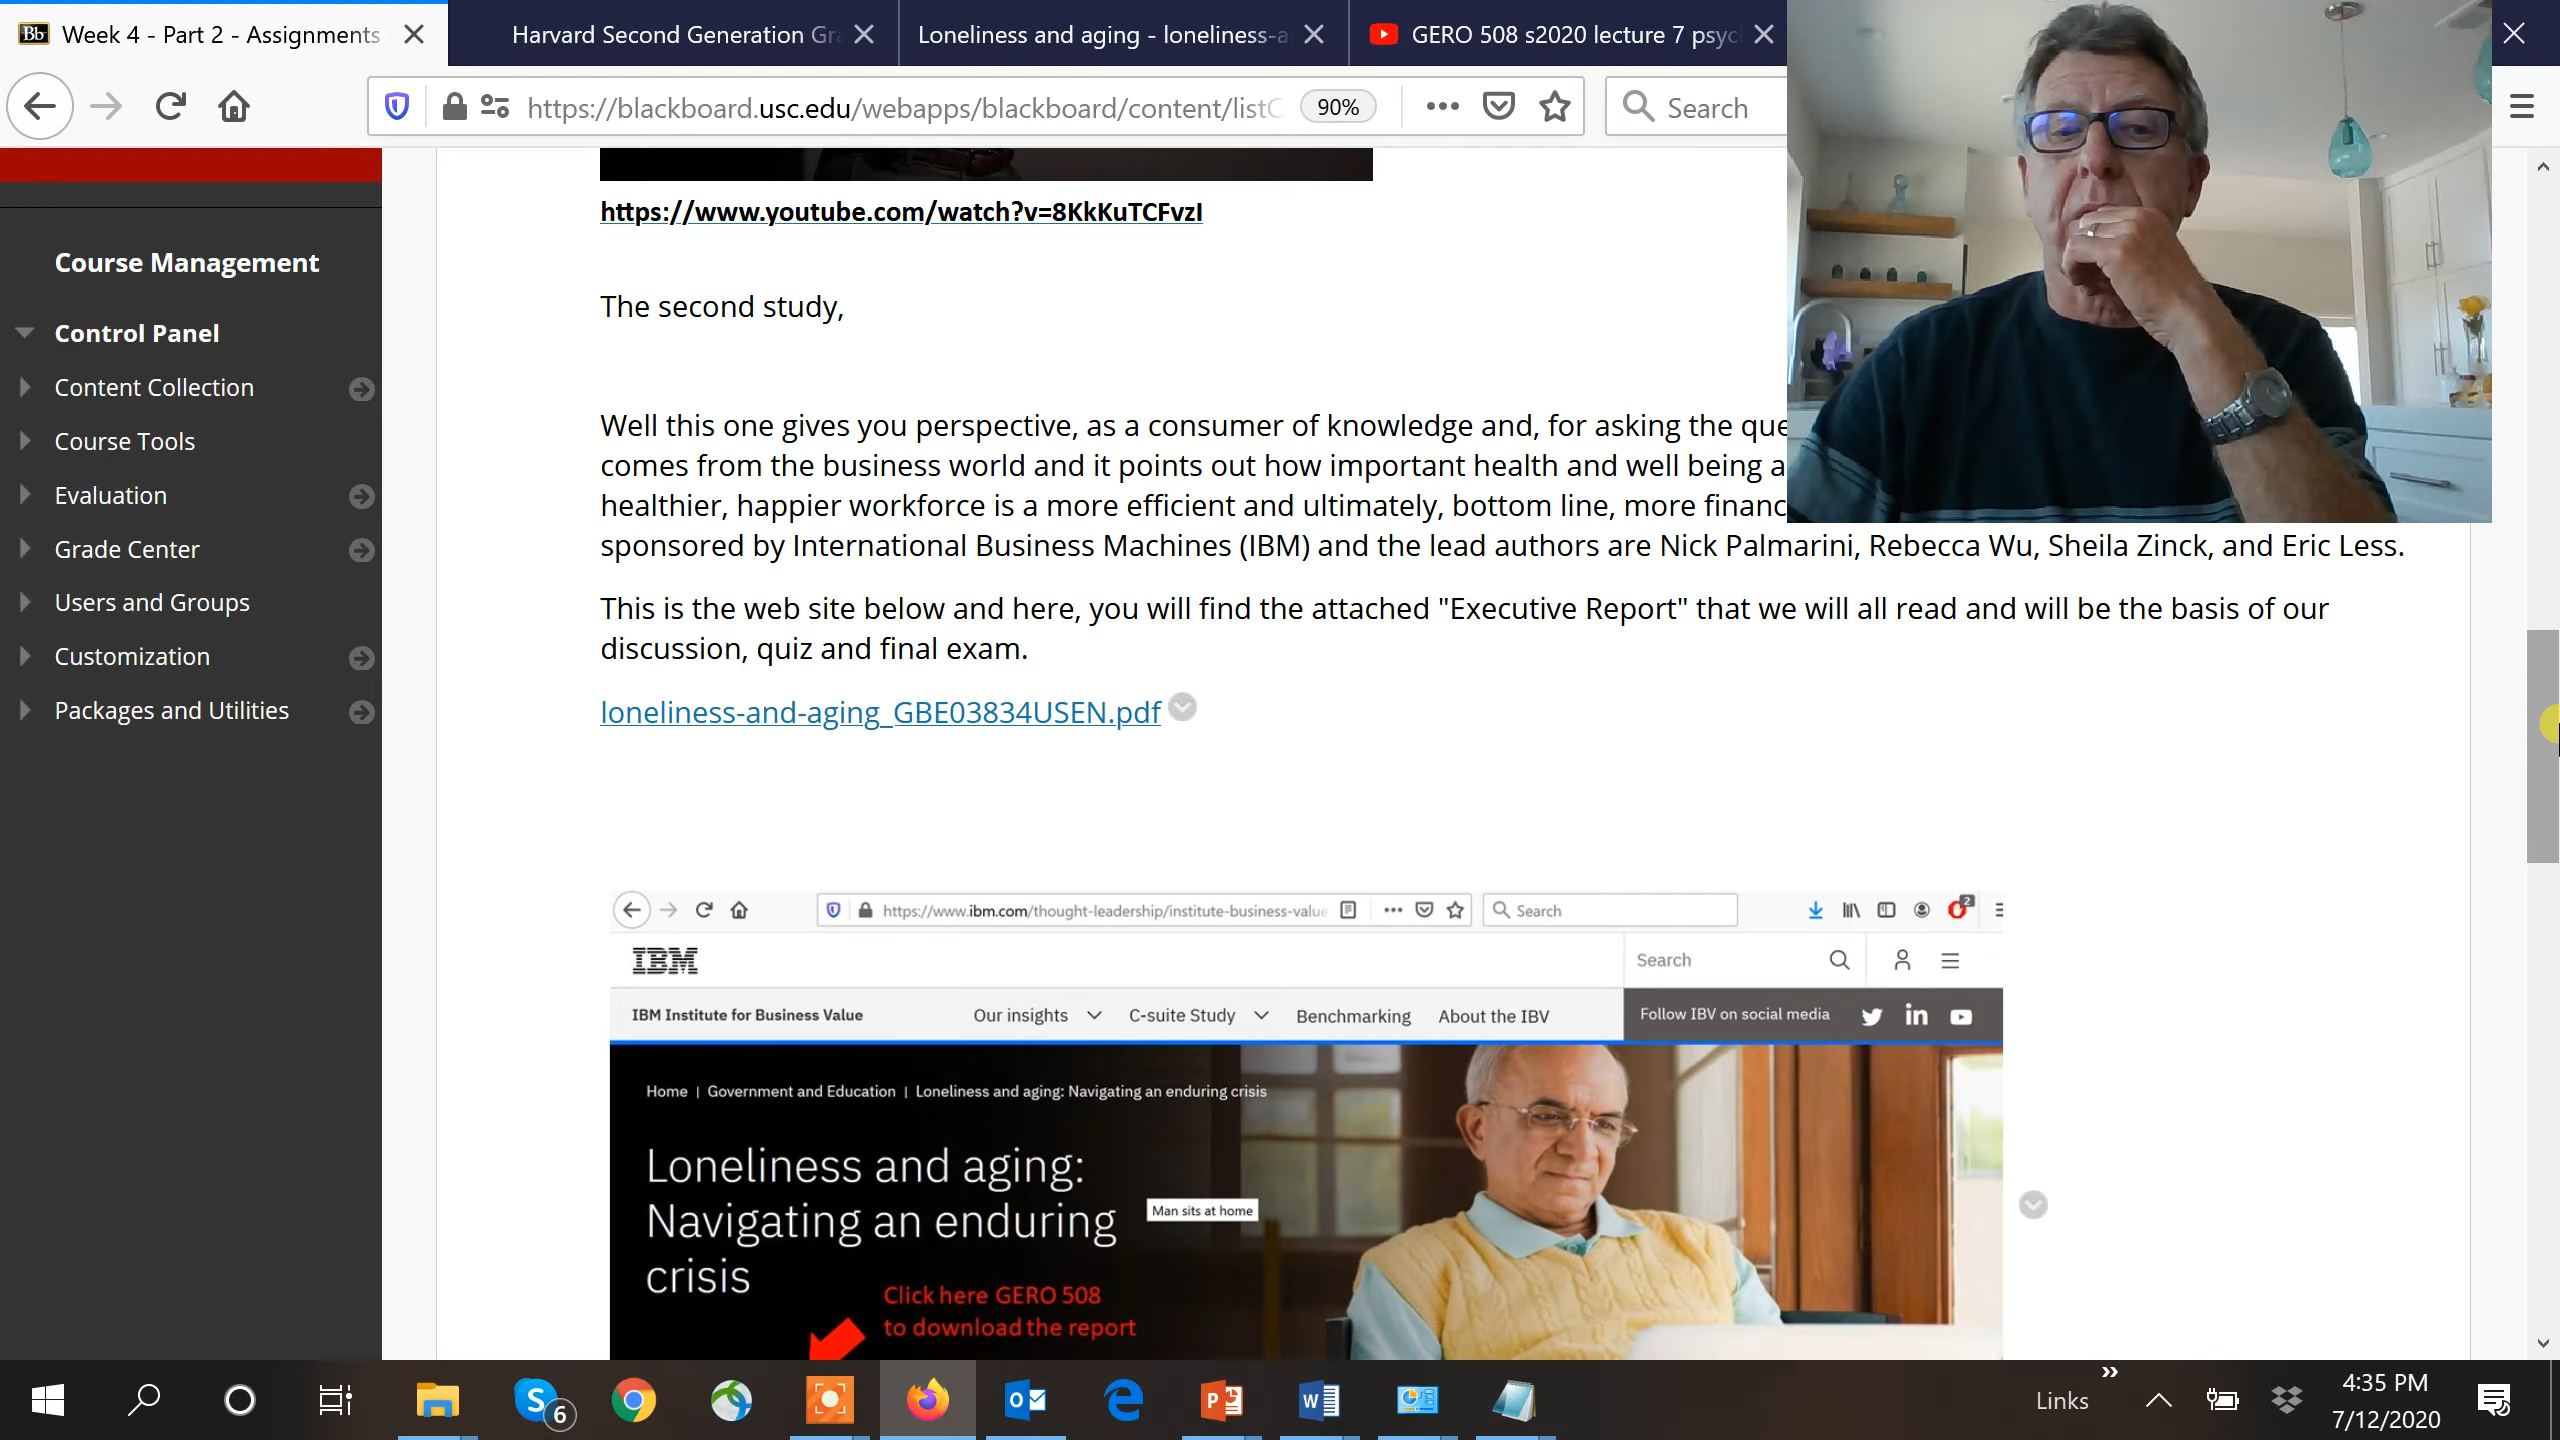 Week 4 - Part 2 - Assignments
Harvard Second Generation Gra
Loneliness and aging - loneliness-a
GERO 508 s2020 lecture 7 psyc
https://blackboard.usc.edu/webapps/blackboard/content/listC
90%
Search
https://www.youtube.com/watch?v=8KkKuTCFvzI
Course Management
Control Panel
Content Collection
Course Tools
Evaluation
Grade Center
Users and Groups
Customization
Packages and Utilities
The second study,
Well this one gives you perspective, as a consumer of knowledge and, for asking the que
comes from the business world and it points out how important health and well being a
healthier, happier workforce is a more efficient and ultimately, bottom line, more financ
sponsored by International Business Machines (IBM) and the lead authors are Nick Palmarini, Rebecca Wu, Sheila Zinck, and Eric Less.
This is the web site below and here, you will find the attached "Executive Report" that we will all read and will be the basis of our
discussion, quiz and final exam.
loneliness-and-aging_GBE03834USEN.pdf
https://www.ibm.com/thought-leadership/institute-business-value
Search
2
IBM
Search
IBM Institute for Business Value
Our insights
C-suite Study
Benchmarking
About the IBV
Follow IBV on social media
Home | Government and Education | Loneliness and aging: Navigating an enduring crisis
Loneliness and aging:
Navigating an enduring
crisis
Man sits at home
Click here GERO 508
to download the report
6
Links
4:35 PM
7/12/2020